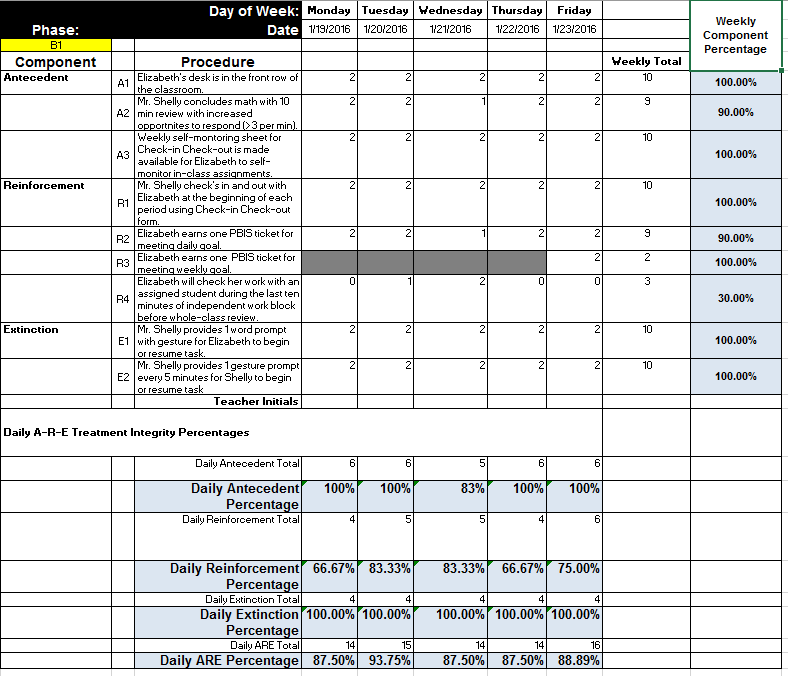 Day of Week: Monday Tuesday Wednesday Thursday Friday Weekly Component Percentage
Phase: Date 1/19/2016 1/20/2016 1/21/2016 1/22/2016 1/23/2016
B1
Component Procedure Weekly Total
Antecedent A1 Elizabeth's desk is in the front row of 2 2 2 2 2 10 100.00%
the classroom.
A2 Mr. Shelly concludes math with 10 2 2 1 2 2 9 90.00%
min review with increased
opportnites to respond (>3 per min).
A3 Weekly self-montoring sheet for 2 2 2 2 2 10 100.00%
Check-in Check-out is made
available for Elizabeth to self-
monitor in-class assignments.
Reinforcement R1 Mr. Shelly check's in and out with 2 2 2 2 2 10 100.00%
Elizabeth at the beginning of each
period using Check-in Check-out
form.
R2 Elizabeth earns one PBIS ticket for 2 2 1 2 2 9 90.00%
meeting daily goal.
R3 Elizabeth earns one PBIS ticket for 2 2 100.00%
meeting weekly goal.
R4 Elizabeth will check her work with an 0 1 2 0 0 3 30.00%
assigned student during the last ten
minutes of independent work block
before whole-class review.
Extinction E1 Mr. Shelly provides 1 word prompt 2 2 2 2 2 10 100.00%
with gesture for Elizabeth to begin
or resume task.
E2 Mr. Shelly provides 1 gesture prompt 2 2 2 2 2 10 100.00%
every 5 minutes for Shelly to begin
or resume task
Teacher Initials
Daily A-R-E Treatment Integrity Percentages
Daily Antecedent Total 6 6 5 6 6
Daily Antecedent 100% 100% 83% 100% 100%
Percentage
Daily Reinforcement Total 4 5 5 4 6
Daily Reinforcement 66.67% 83.33% 83.33% 66.67% 75.00%
Percentage
Daily Extinction Total 4 4 4 4 4
Daily Extinction 100.00% 100.00% 100.00% 100.00% 100.00%
Percentage
Daily ARE Total 14 15 14 14 16
Daily ARE Percentage 87.50% 93.75% 87.50% 87.50% 88.89%